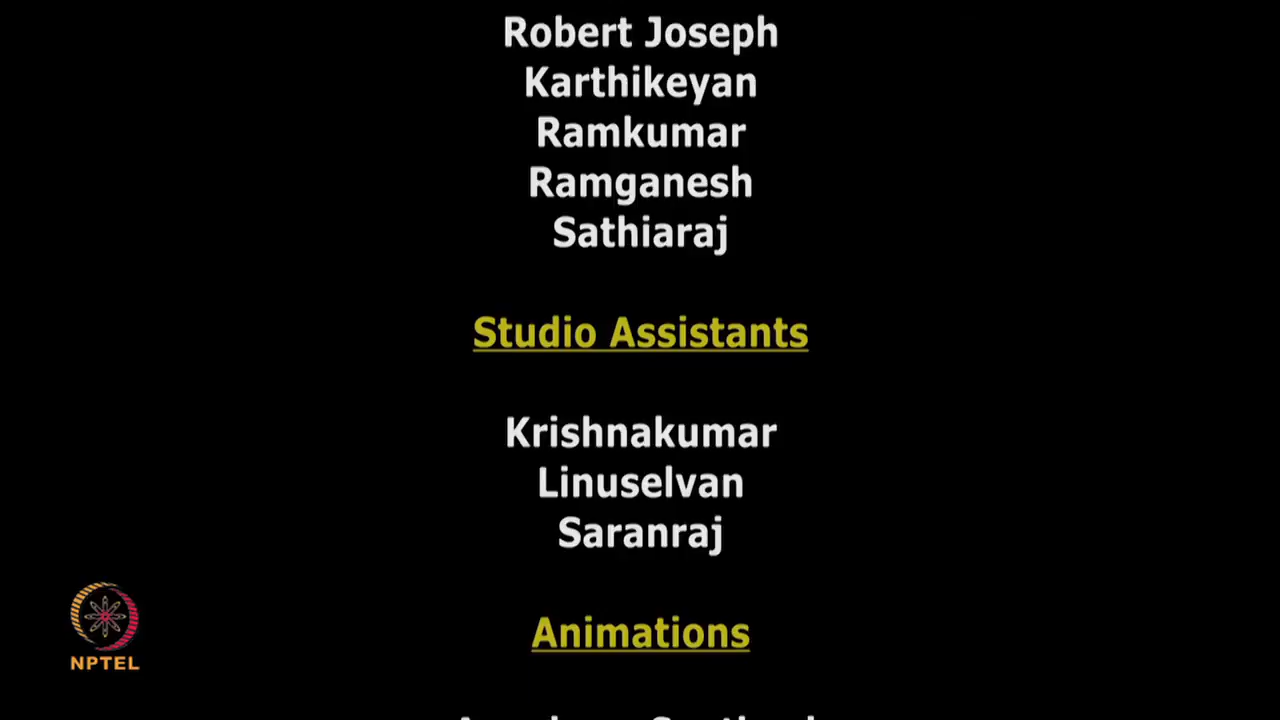 Robert Joseph
Karthikeyan
Ramkumar
Ramganesh
Sathiaraj
Studio Assistants
Krishnakumar
Linuselvan
Saranraj
Animations
NPTEL